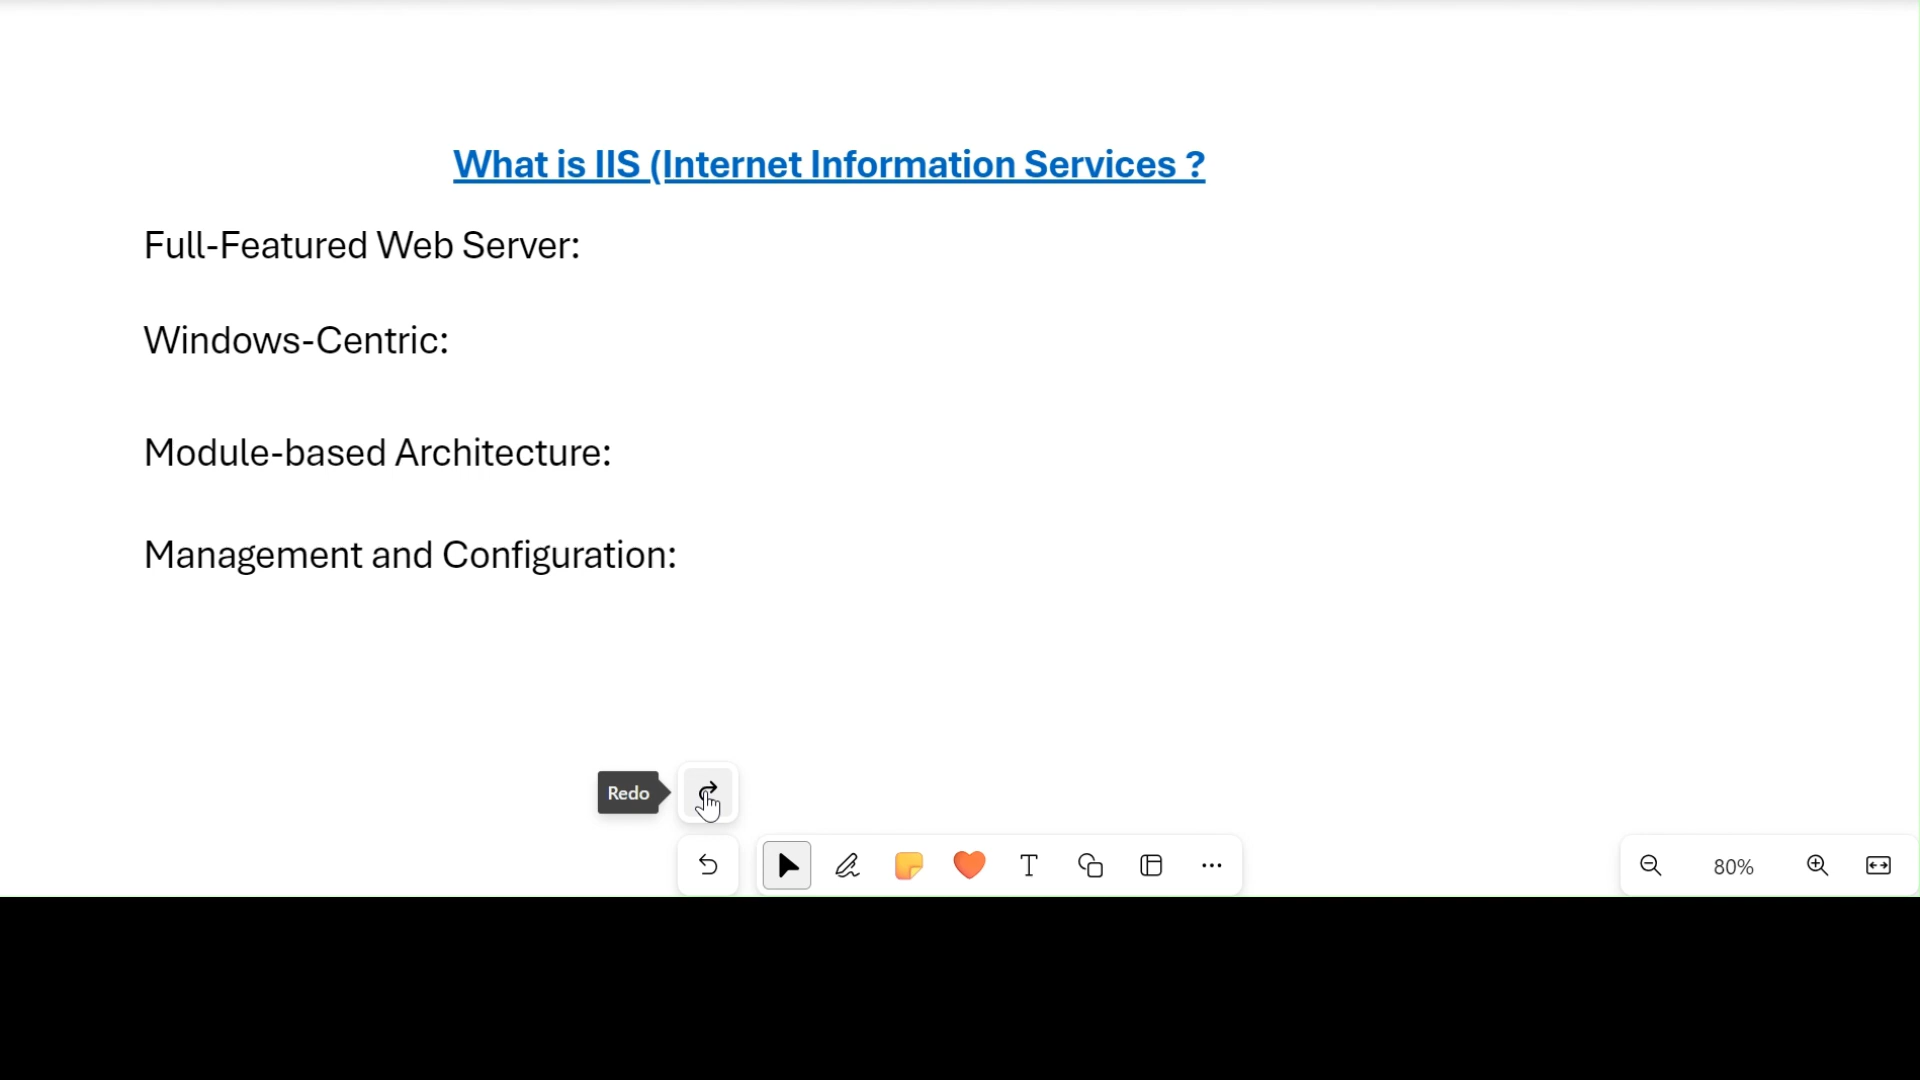 What is IIS (Internet Information Services ?
Full-Featured Web Server:
Windows-Centric:
Module-based Architecture:
Management and Configuration:
Redo
80%